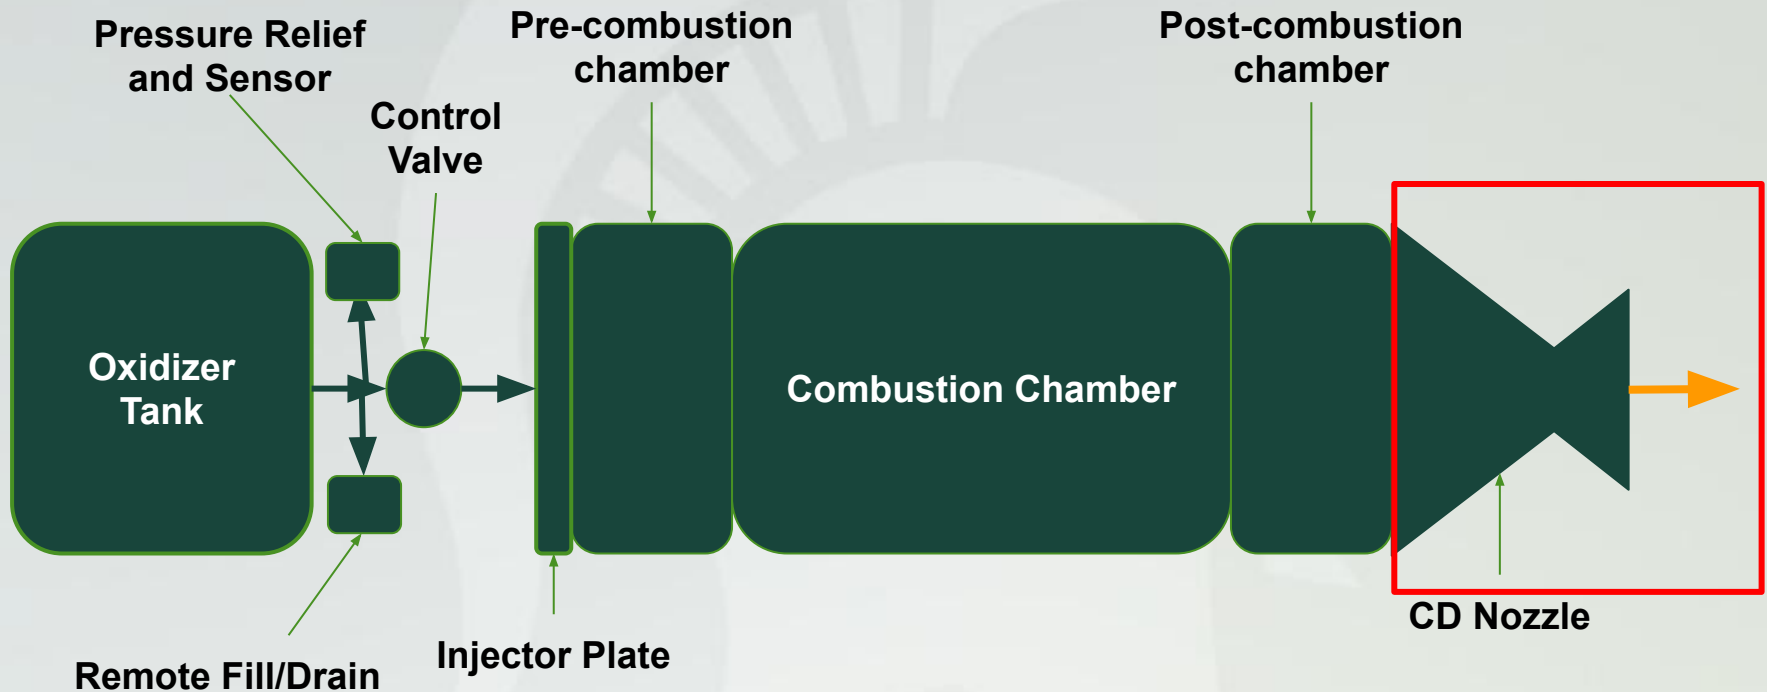 Pressure Relief
and Sensor
Control
Valve
Pre-combustion
chamber
Post-combustion
chamber
Oxidizer
Tank
Combustion Chamber
Remote Fill/Drain
Injector Plate
CD Nozzle